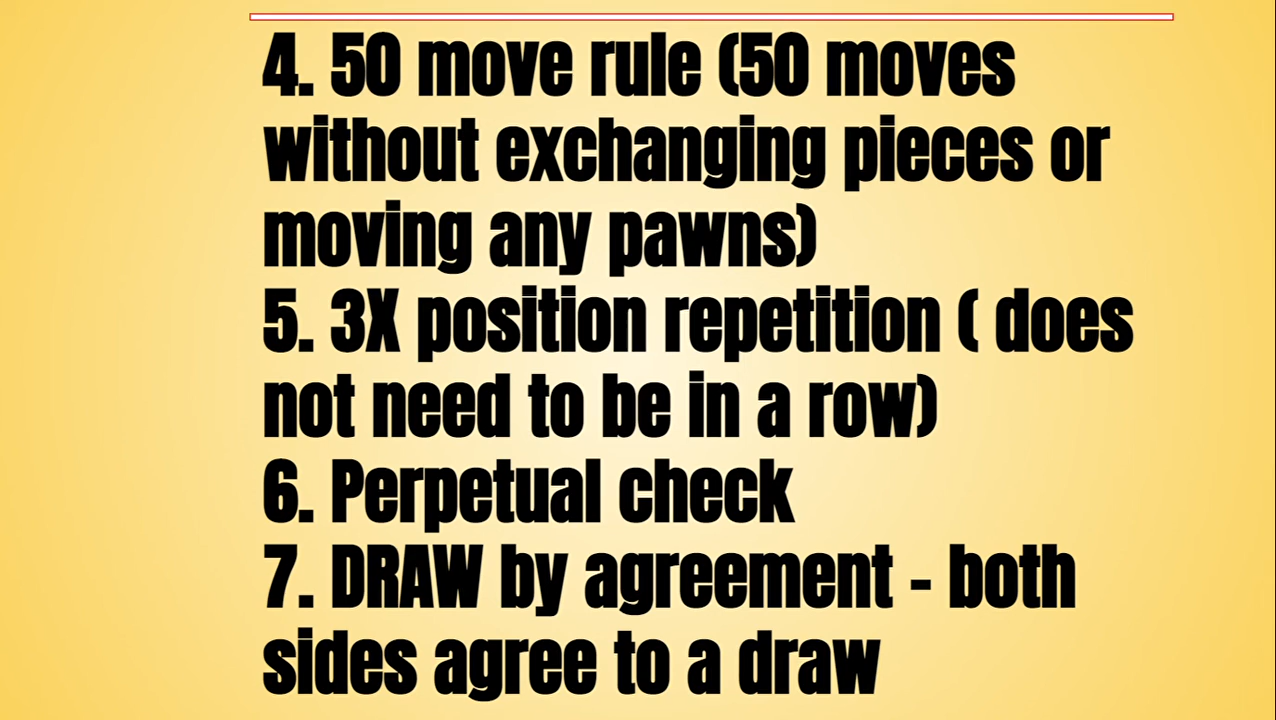 4. 50 move rule (50 moves
without exchanging pieces or
moving any pawns)
5. 3X position repetition ( does
not need to be in a row)
6. Perpetual check
7. DRAW by agreement - both
sides agree to a draw